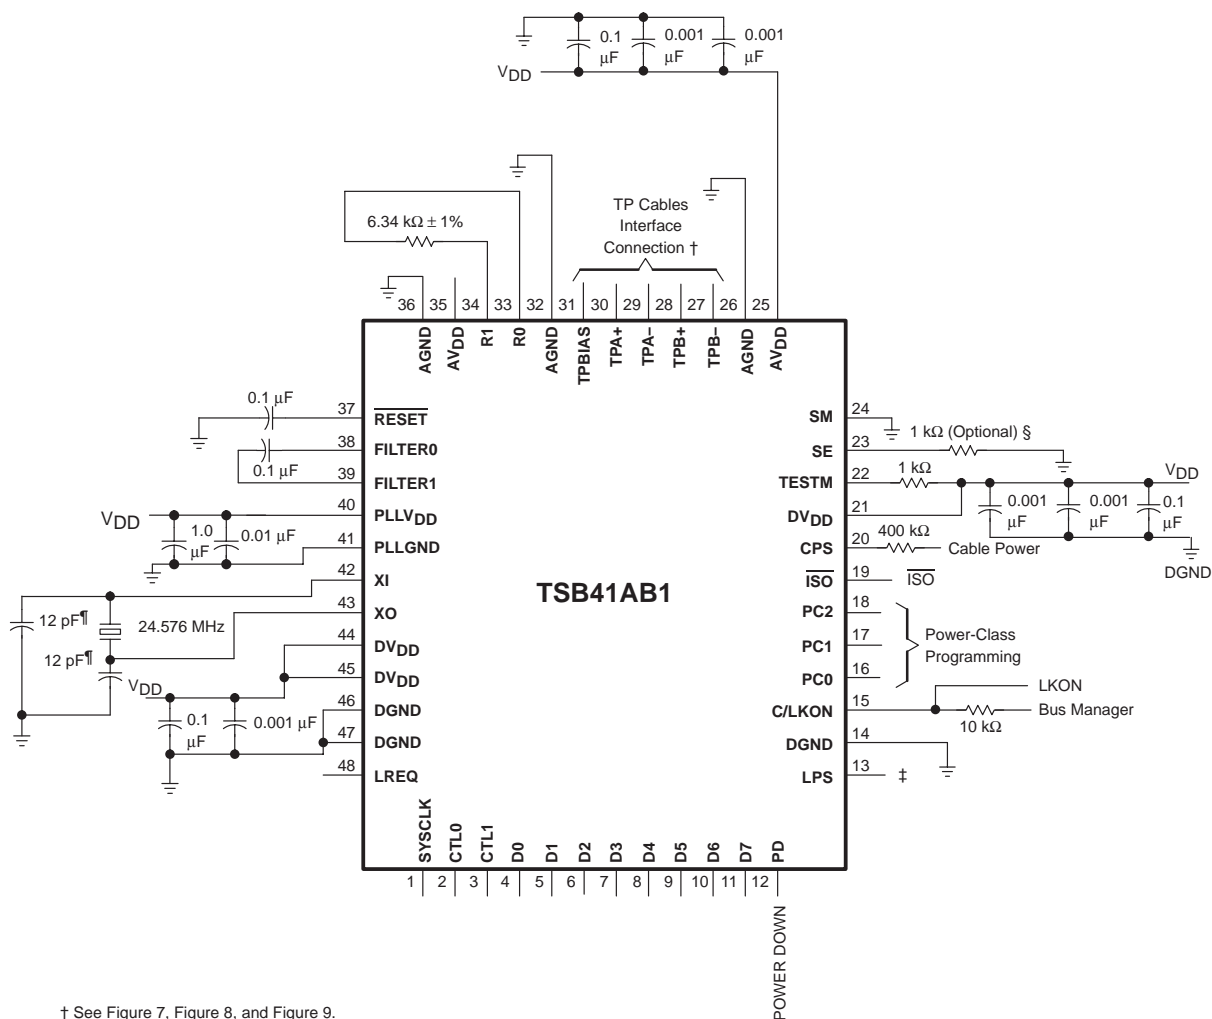 0.1
μF
0.001
μF
0.001
μF
VDD
6.34 kΩ ± 1%
TP Cables
Interface
Connection †
36
35
34
33
32
31
30
29
28
27
26
25
AGND
AVDD
R1
R0
AGND
TPBIAS
TPA+
TPA−
TPB+
TPB−
AGND
AVDD
0.1 μF
37
RESET
38
FILTER0
0.1 μF
39
FILTER1
VDD
40
PLLVDD
1.0
μF
0.01 μF
41
PLLGND
42
XI
12 pF¶
24.576 MHz
43
XO
12 pF¶
44
DVDD
VDD
45
DVDD
46
DGND
0.1
μF
0.001 μF
47
DGND
48
LREQ
TSB41AB1
SM
24
SE
23
1 kΩ (Optional) §
TESTM
22
1 kΩ
VDD
DVDD
21
0.001
μF
0.001
μF
0.1
μF
CPS
20
400 kΩ
Cable Power
DGND
ISO
19
ISO
PC2
18
PC1
17
Power-Class
Programming
PC0
16
LKON
C/LKON
15
10 kΩ
Bus Manager
DGND
14
LPS
13
‡
SYSCLK
CTL0
CTL1
D0
D1
D2
D3
D4
D5
D6
D7
PD
1
2
3
4
5
6
7
8
9
10
11
12
POWER DOWN
† See Figure 7, Figure 8, and Figure 9.